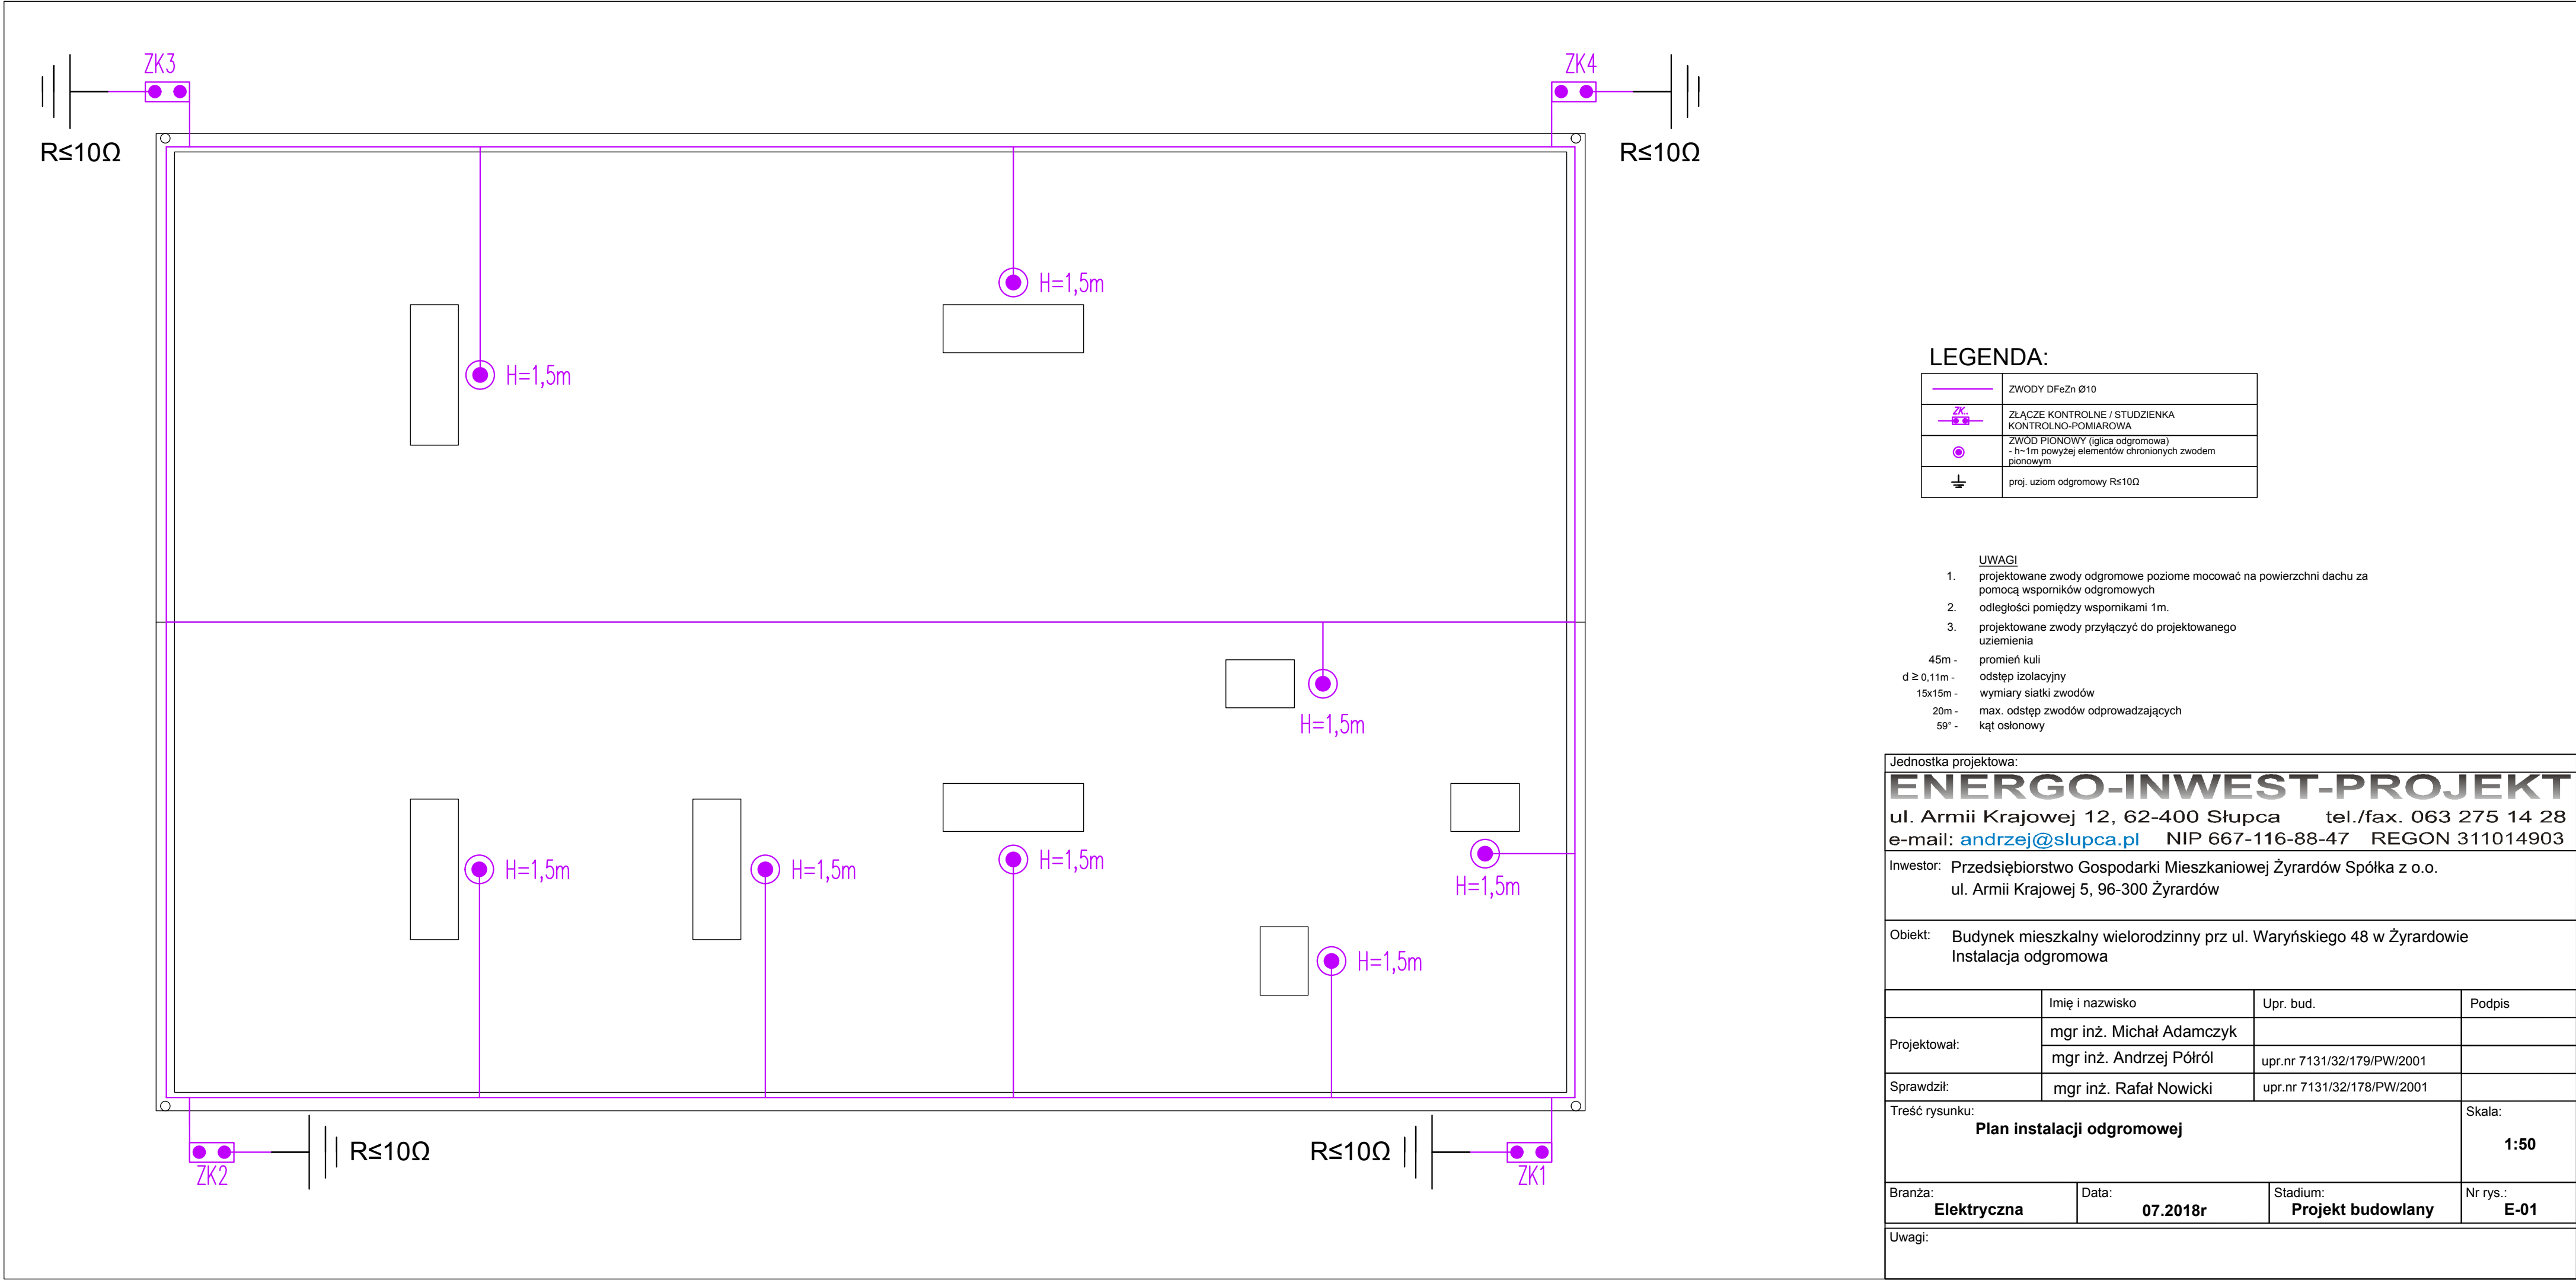 ZK3
ZK4
R≤10Ω
R≤10Ω
H=1,5m
H=1,5m
H=1,5m
H=1,5m
H=1,5m
H=1,5m
H=1,5m
H=1,5m
R≤10Ω
R≤10Ω
ZK2
ZK1
LEGENDA:
ZWODY DFeZn Ø10
ZK..
ZŁĄCZE KONTROLNE / STUDZIENKA
KONTROLNO-POMIAROWA
ZWÓD PIONOWY (iglica odgromowa)
- h~1m powyżej elementów chronionych zwodem
pionowym
proj. uziom odgromowy R≤10Ω
UWAGI
1. projektowane zwody odgromowe poziome mocować na powierzchni dachu za
pomocą wsporników odgromowych
2. odległości pomiędzy wspornikami 1m.
3. projektowane zwody przyłączyć do projektowanego
uziemienia
45m - promień kuli
d ≥ 0,11m - odstęp izolacyjny
15x15m - wymiary siatki zwodów
20m - max. odstęp zwodów odprowadzających
59° - kąt osłonowy
Jednostka projektowa:
ENERGO-INWEST-PROJEKT
ul. Armii Krajowej 12, 62-400 Słupca tel./fax. 063 275 14 28
e-mail: andrzej@slupca.pl NIP 667-116-88-47 REGON 311014903
Inwestor: Przedsiębiorstwo Gospodarki Mieszkaniowej Żyrardów Spółka z o.o.
ul. Armii Krajowej 5, 96-300 Żyrardów
Obiekt: Budynek mieszkalny wielorodzinny prz ul. Waryńskiego 48 w Żyrardowie
Instalacja odgromowa
Imię i nazwisko Upr. bud. Podpis
Projektował:
mgr inż. Michał Adamczyk
mgr inż. Andrzej Półról upr.nr 7131/32/179/PW/2001
Sprawdził: mgr inż. Rafał Nowicki upr.nr 7131/32/178/PW/2001
Treść rysunku: Skala:
Plan instalacji odgromowej
1:50
Branża: Data: Stadium: Nr rys.:
Elektryczna 07.2018r Projekt budowlany E-01
Uwagi: